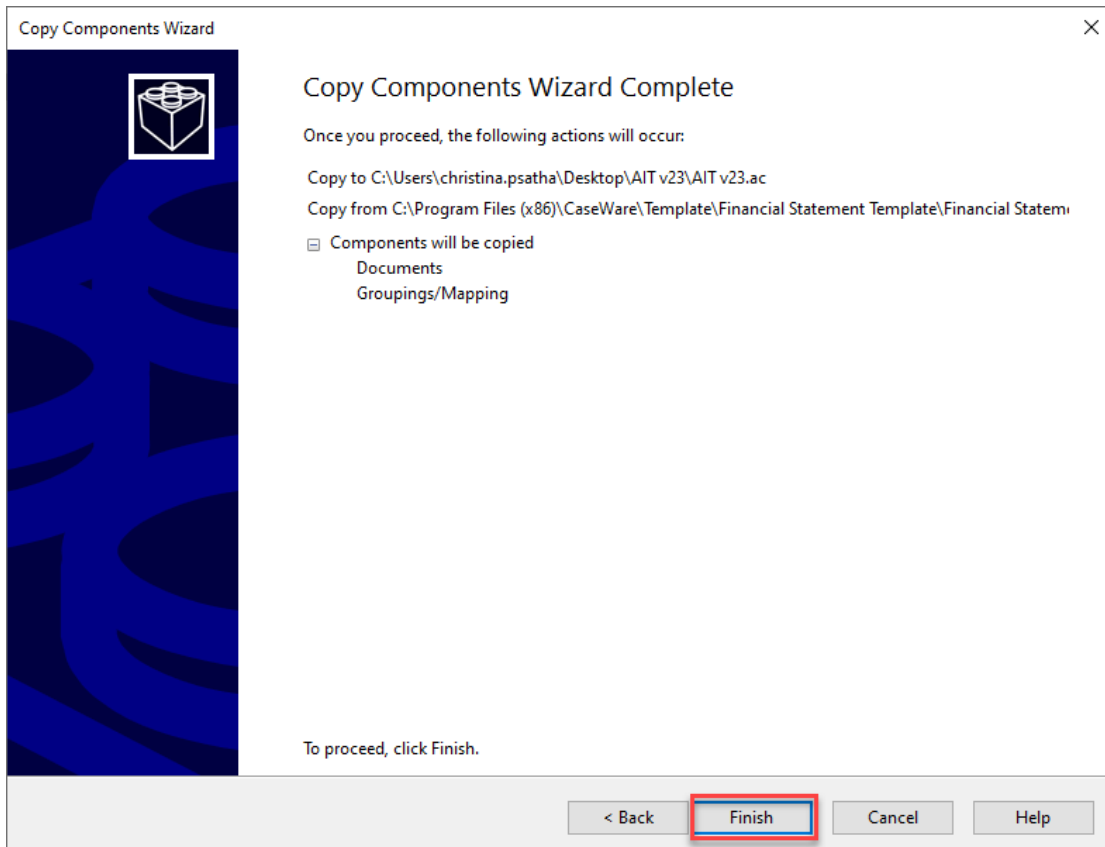 Copy Components Wizard
Copy Components Wizard Complete
Once you proceed, the following actions will occur:
Copy to C:\Users\christina.psatha\Desktop\AIT v23\AIT v23.ac
Copy from C:\Program Files (x86)\CaseWare\Template\Financial Statement Template\Financial Statem
Components will be copied
Documents
Groupings/Mapping
To proceed, click Finish.
< Back Finish Cancel Help